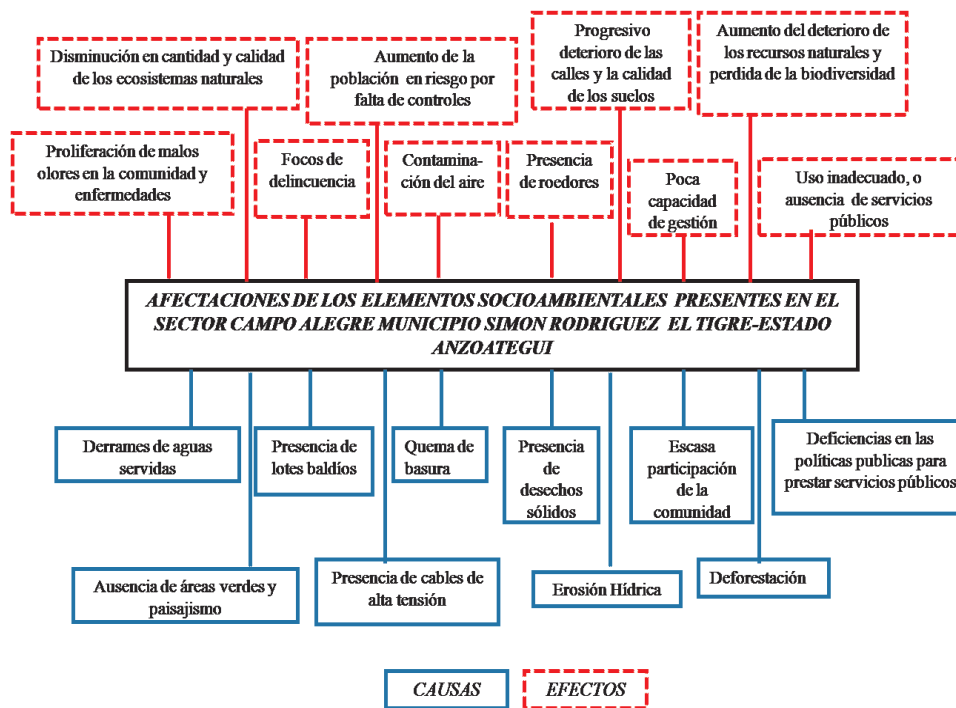 Disminución en cantidad y calidad
de los ecosistemas naturales
Aumento de la
población en riesgo por
falta de controles
Progresivo
deterioro de las
calles y la calidad
de los suelos
Aumento del deterioro de
los recursos naturales y
perdida de la biodiversidad
Proliferación de malos
olores en la comunidad y
enfermedades
Focos de
delincuencia
Contamina-
ción del aire
Presencia
de roedores
Poca
capacidad
de gestión
Uso inadecuado, o
ausencia de servicios
públicos
AFECTACIONES DE LOS ELEMENTOS SOCIOAMBIENTALES PRESENTES EN EL
SECTOR CAMPO ALEGRE MUNICIPIO SIMON RODRIGUEZ EL TIGRE-ESTADO
ANZOATEGUI
Derrames de aguas
servidas
Presencia de
lotes baldíos
Quema de
basura
Presencia
de
desechos
sólidos
Escasa
participación
de la
comunidad
Deficiencias en las
políticas publicas para
prestar servicios públicos
Ausencia de áreas verdes y
paisajismo
Presencia de cables de
alta tensión
Erosión Hídrica
Deforestación
CAUSAS
EFECTOS